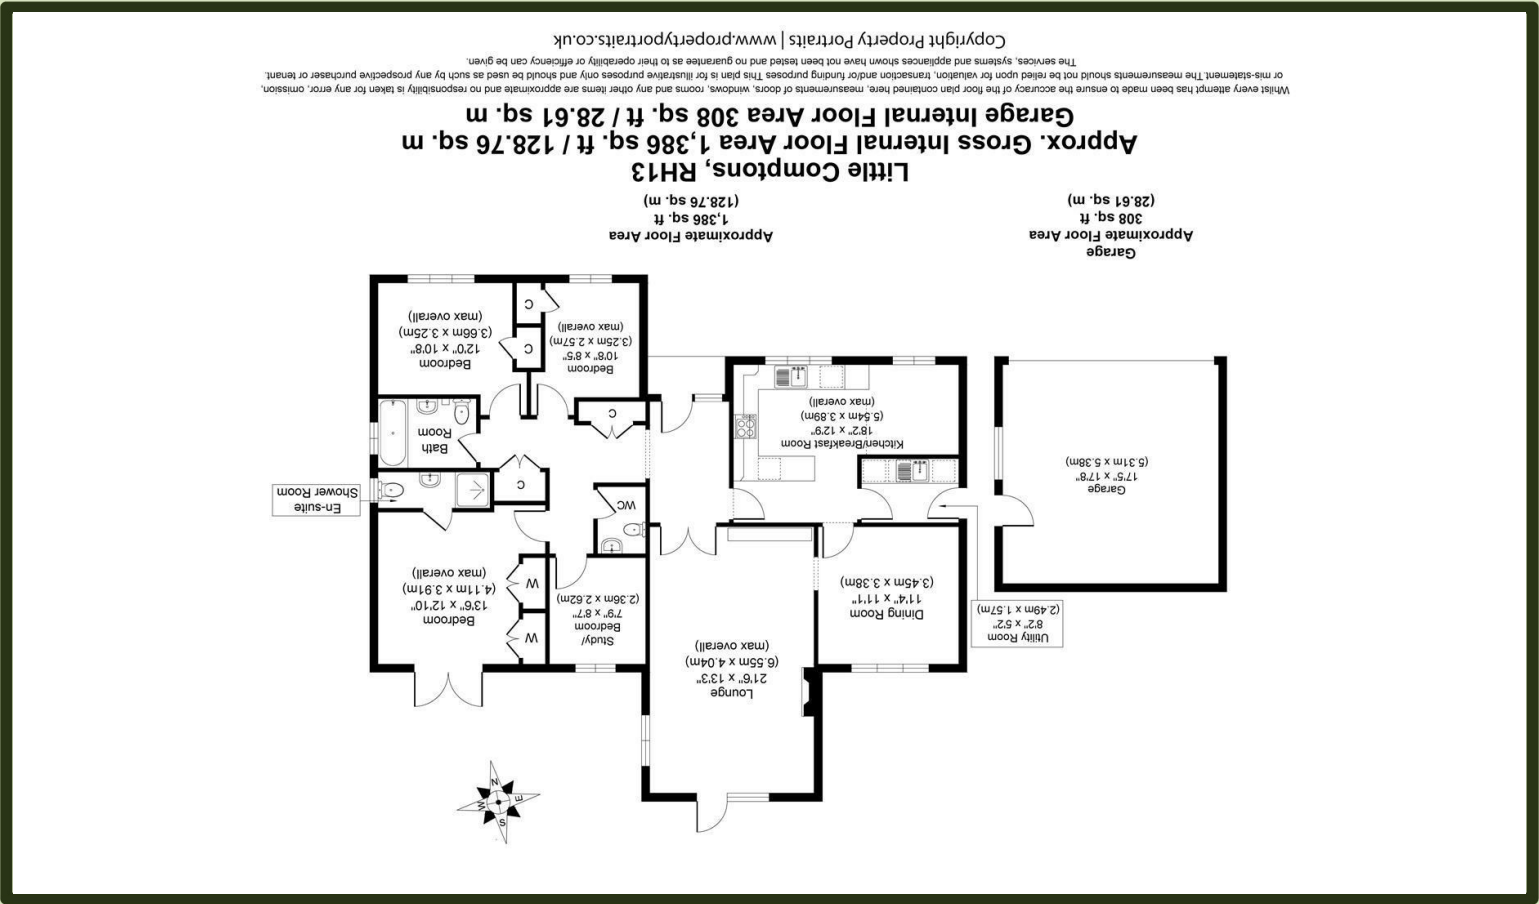 S
E
W
N
Lounge
21'6" x 13'3"
(6.55m x 4.04m)
(max overall)
Utility Room
8'2" x 5'2"
(2.49m x 1.57m)
Dining Room
11'4" x 11'1"
(3.45m x 3.38m)
Study/
Bedroom
7'9" x 8'7"
(2.36m x 2.62m)
W
W
Bedroom
13'6" x 12'10"
(4.11m x 3.91m)
(max overall)
En-suite
Shower Room
WC
C
Garage
17'5" x 17'8"
(5.31m x 5.38m)
Kitchen/Breakfast Room
18'2" x 12'9"
(5.54m x 3.89m)
(max overall)
Bath
Room
C
Bedroom
10'8" x 8'5"
(3.25m x 2.57m)
(max overall)
C
C
Bedroom
12'0" x 10'8"
(3.66m x 3.25m)
(max overall)
Garage
Approximate Floor Area
308 sq. ft
(28.61 sq. m)
Approximate Floor Area
1,386 sq. ft
(128.76 sq. m)
Little Comptons, RH13
Approx. Gross Internal Floor Area 1,386 sq. ft / 128.76 sq. m
Garage Internal Floor Area 308 sq. ft / 28.61 sq. m
Whilst every attempt has been made to ensure the accuracy of the floor plan contained here, measurements of doors, windows, rooms and any other items are approximate and no responsibility is taken for any error, omission,
or mis-statement. The measurements should not be relied upon for valuation, transaction and/or funding purposes This plan is for illustrative purposes only and should be used as such by any prospective purchaser or tenant.
The services, systems and appliances shown have not been tested and no guarantee as to their operability or efficiency can be given.
Copyright Property Portraits | www.propertyportraits.co.uk